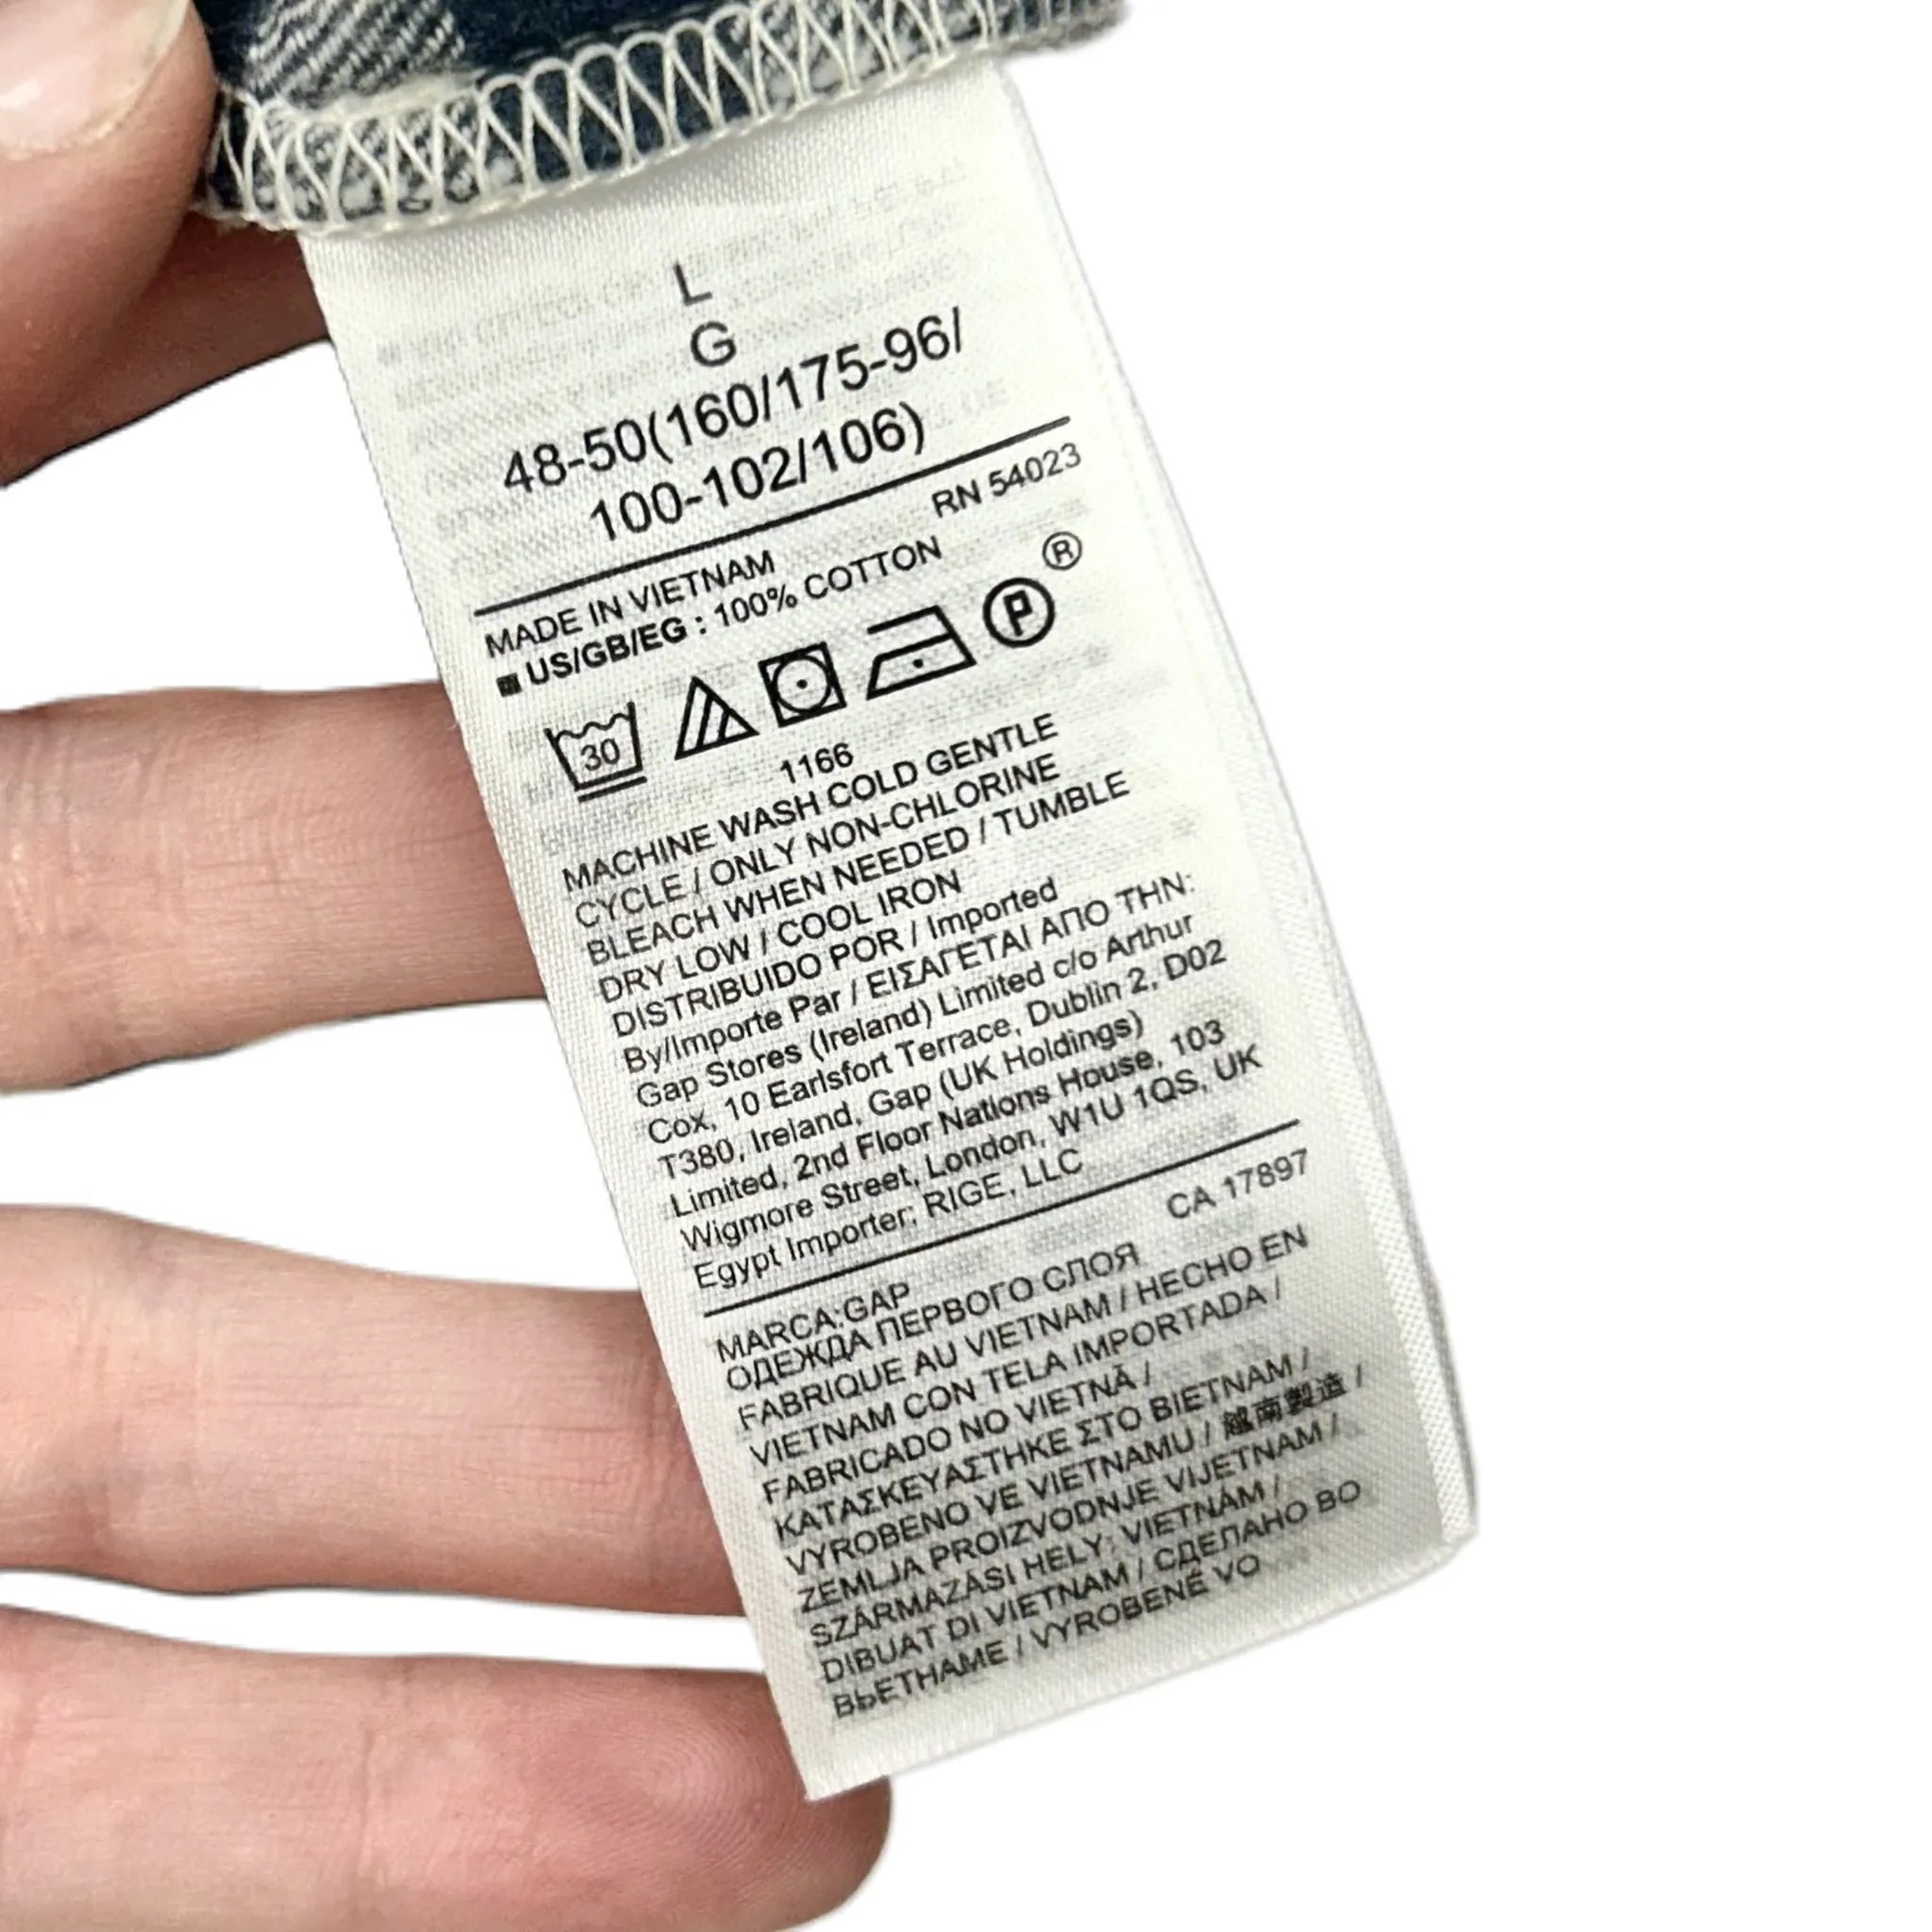 L
G
48-50(160/175-96/
100-102/106)
RN 54023
MADE IN VIETNAM
■ US/GB/EG : 100% COTTON
30
P
®
1166
MACHINE WASH COLD GENTLE
CYCLE / ONLY NON-CHLORINE
BLEACH WHEN NEEDED / TUMBLE
DRY LOW / COOL IRON
DISTRIBUIDO POR / Imported
By/Importe Par / ΕΙΣΑΓΕΤΑΙ ΑΠΟ ΤΗΝ:
Gap Stores (Ireland) Limited c/o Arthur
Cox, 10 Earlsfort Terrace, Dublin 2, D02
T380, Ireland, Gap (UK Holdings)
Limited, 2nd Floor Nations House, 103
Wigmore Street, London, W1U 1QS, UK
Egypt Importer: RIGE, LLC
CA 17897
MARCA:GAP
ОДЕЖДА ПЕРВОГО СЛОЯ
FABRIQUE AU VIETNAM / HECHO EN
VIETNAM CON TELA IMPORTADA /
FABRICADO NO VIETNÃ /
ΚΑΤΑΣΚΕΥΑΣΤΗΚΕ ΣΤΟ ΒΙΕΤΝΑΜ /
VYROBENO VE VIETNAMU / 越南製造 /
ZEMLJA PROIZVODNJE VIJETNAM /
SZÁRMAZÁSI HELY: VIETNÁM /
DIBUAT DI VIETNAM / СДЕЛАНО ВО
ВЬЕТНАМЕ / VYROBENÉ VO